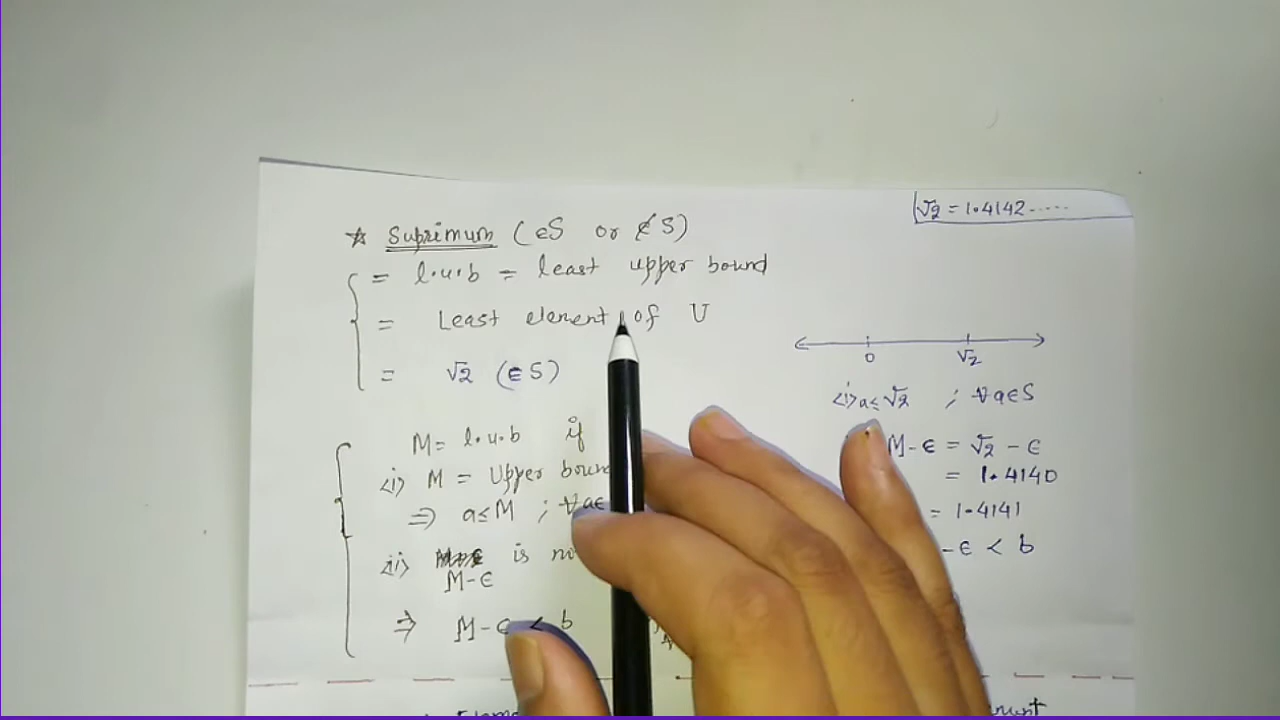 √2 = 1.4142.....
☆ Suprimum (∈S or ∉S)
= l.u.b = least upper bound
= Least element of U
= √2 (∈S)
0 √2
<i> a ≤ √2 ; ∀a∈S
M = l.u.b if
<i> M = Upper boun
⇒ a ≤ M ; ∀a∈
<ii> is no
M-ϵ
⇒ M-ϵ < b
M-ϵ = √2 - ϵ
= 1.4140
= 1.4141
-ϵ < b